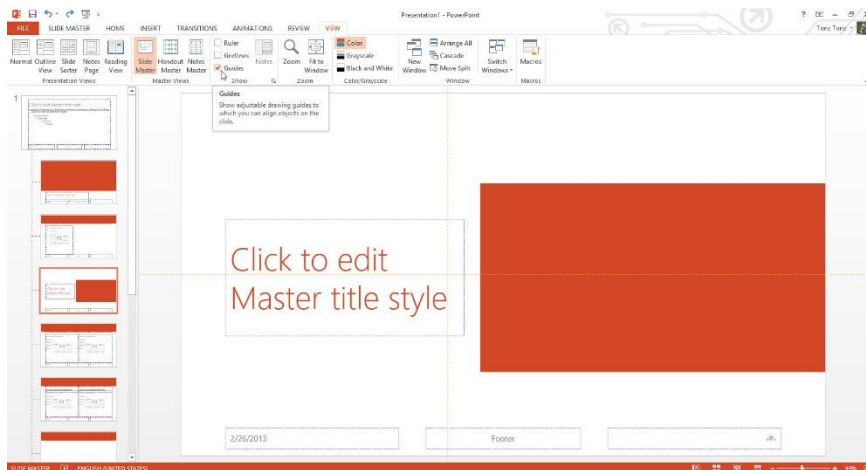 Presentation1 - PowerPoint
FILE SLIDE MASTER HOME INSERT TRANSITIONS ANIMATIONS REVIEW VIEW
Tony Tony
Normal Outline View Slide Sorter Notes Page Reading View
Presentation Views
Slide Master Handout Master Notes Master
Master Views
Ruler
Gridlines
Guides
Notes
Show
Zoom Fit to Window
Zoom
Color
Grayscale
Black and White
Color/Grayscale
New Window
Arrange All
Cascade
Move Split
Switch Windows
Window
Macros
Macros
Guides
Show adjustable drawing guides to
which you can align objects on the
slide.
1
Click to edit
Master title style
2/26/2013
Footer
SLIDE MASTER ENGLISH (UNITED STATES)
93%